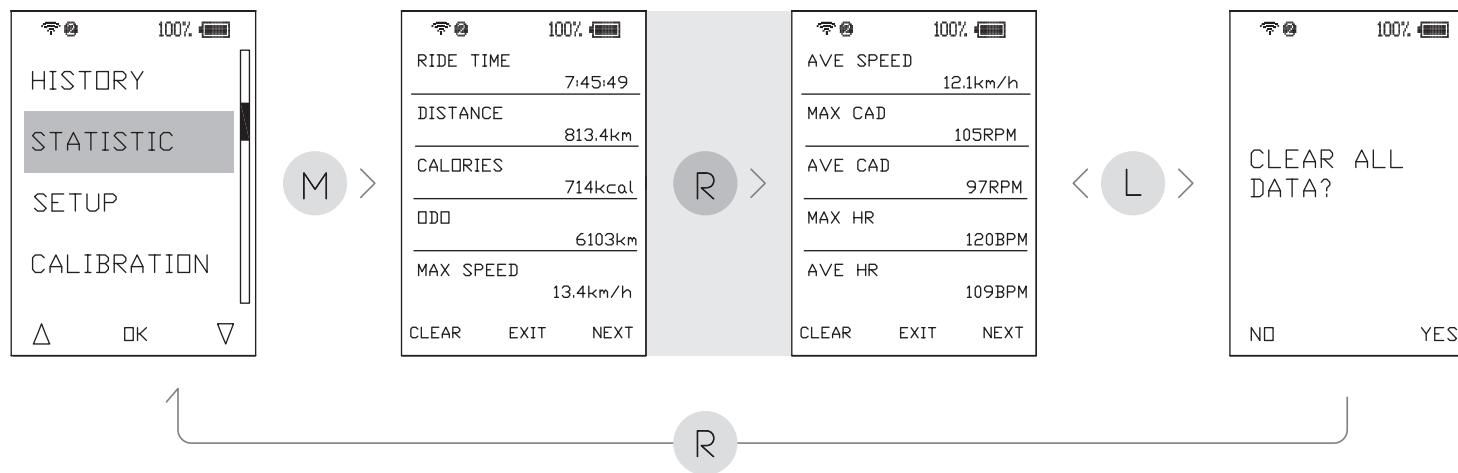 100%
HISTORY
STATISTIC
SETUP
CALIBRATION
OK
M
100%
RIDE TIME
7:45:49
DISTANCE
813.4km
CALORIES
714kcal
ODO
6103km
MAX SPEED
13.4km/h
CLEAR EXIT NEXT
R
100%
AVE SPEED
12.1km/h
MAX CAD
105RPM
AVE CAD
97RPM
MAX HR
120BPM
AVE HR
109BPM
CLEAR EXIT NEXT
L
100%
CLEAR ALL
DATA?
NO YES
R